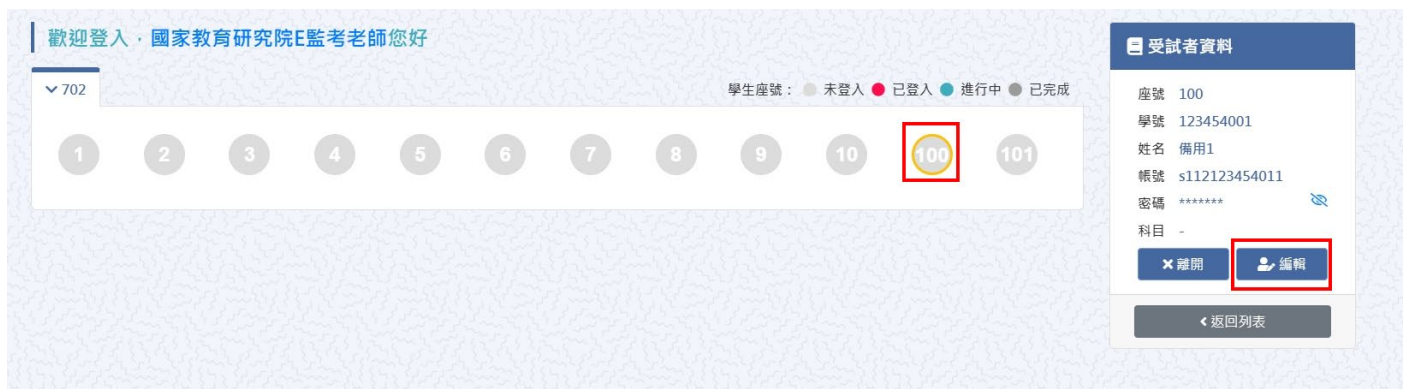 歡迎登入．國家教育研究院E監考老師您好
702
學生座號： 未登入 已登入 進行中 已完成
1 2 3 4 5 6 7 8 9 10 100 101
受試者資料
座號 100
學號 123454001
姓名 備用1
帳號 s112123454011
密碼 *******
科目 -
離開 編輯
返回列表